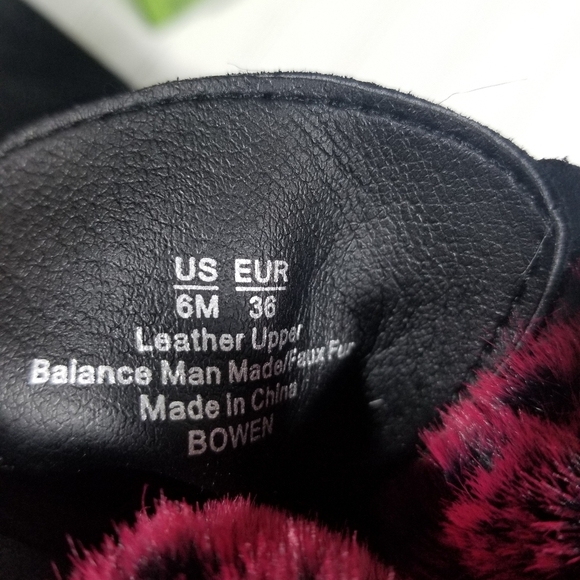 US EUR
6M 36
Leather Upper
Balance Man Made/Faux Fur
Made In China
BOWEN